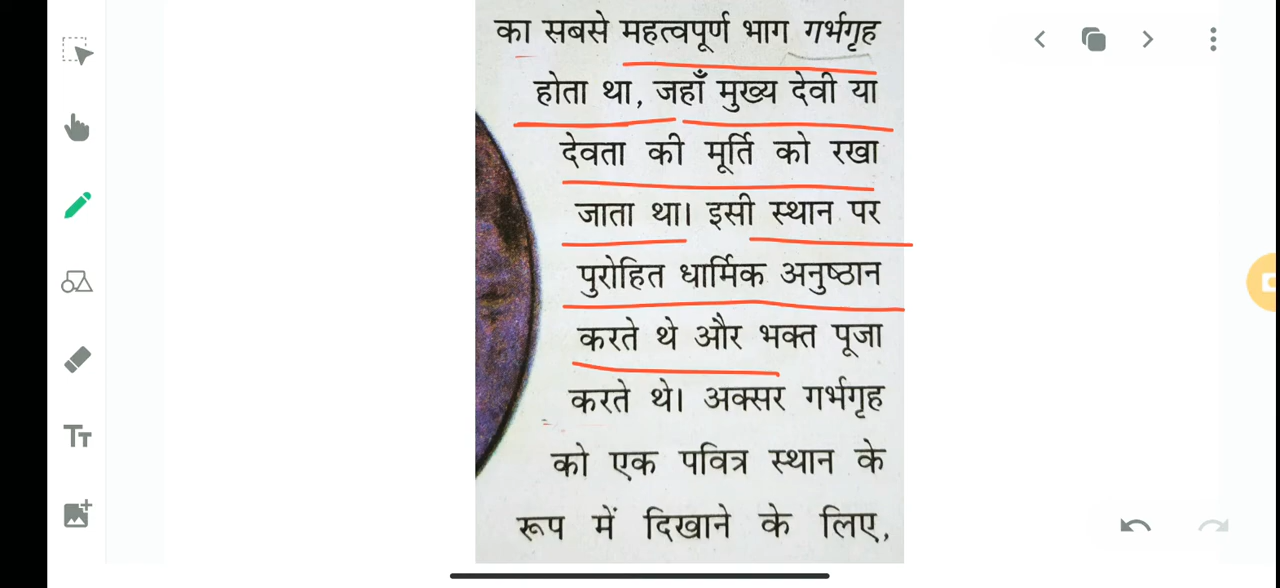 का सबसे महत्वपूर्ण भाग गर्भगृह
होता था, जहाँ मुख्य देवी या
देवता की मूर्ति को रखा
जाता था। इसी स्थान पर
पुरोहित धार्मिक अनुष्ठान
करते थे और भक्त पूजा
करते थे। अक्सर गर्भगृह
को एक पवित्र स्थान के
रूप में दिखाने के लिए,
TT